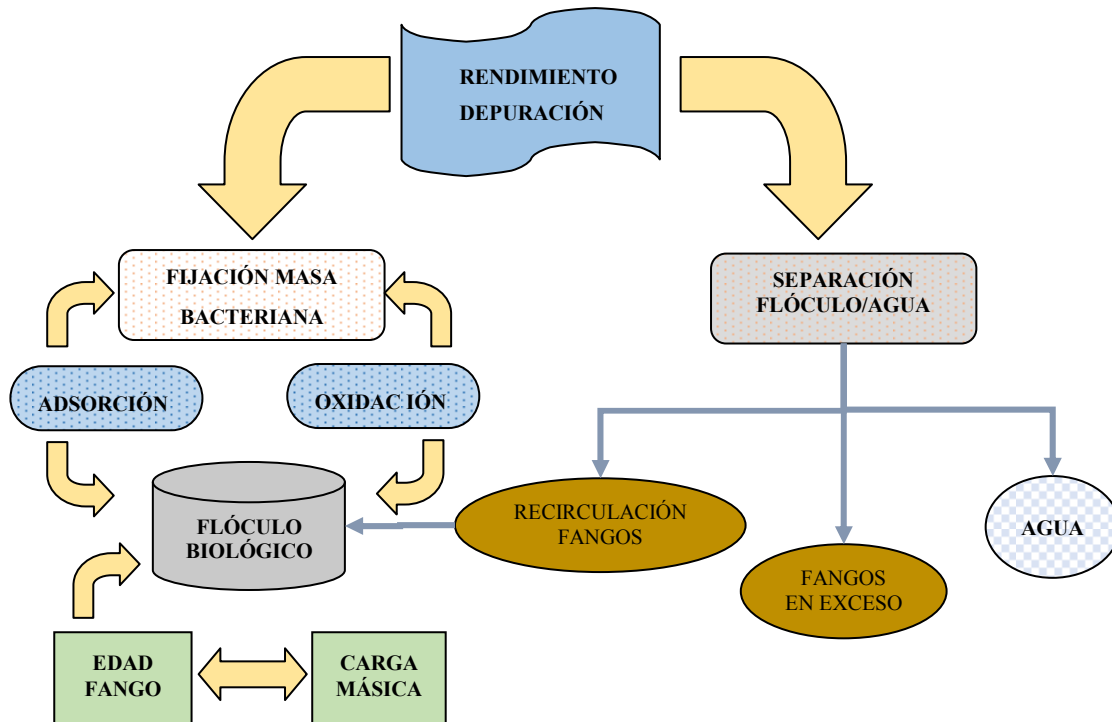 RENDIMIENTO
DEPURACIÓN
FIJACIÓN MASA
BACTERIANA
SEPARACIÓN
FLÓCULO/AGUA
ADSORCIÓN
OXIDAC IÓN
FLÓCULO
BIOLÓGICO
RECIRCULACIÓN
FANGOS
FANGOS
EN EXCESO
AGUA
EDAD
FANGO
CARGA
MÁSICA